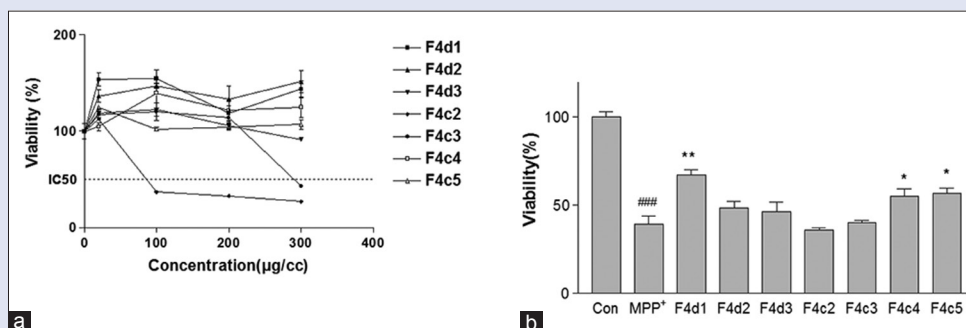 200
150
100
IC50
0
Viability (%)
0 100 200 300 400
Concentration(µg/cc)
F4d1
F4d2
F4d3
F4c2
F4c3
F4c4
F4c5
a
Viability(%)
100
50
0
###
**
*
*
Con MPP+ F4d1 F4d2 F4d3 F4c2 F4c3 F4c4 F4c5
b